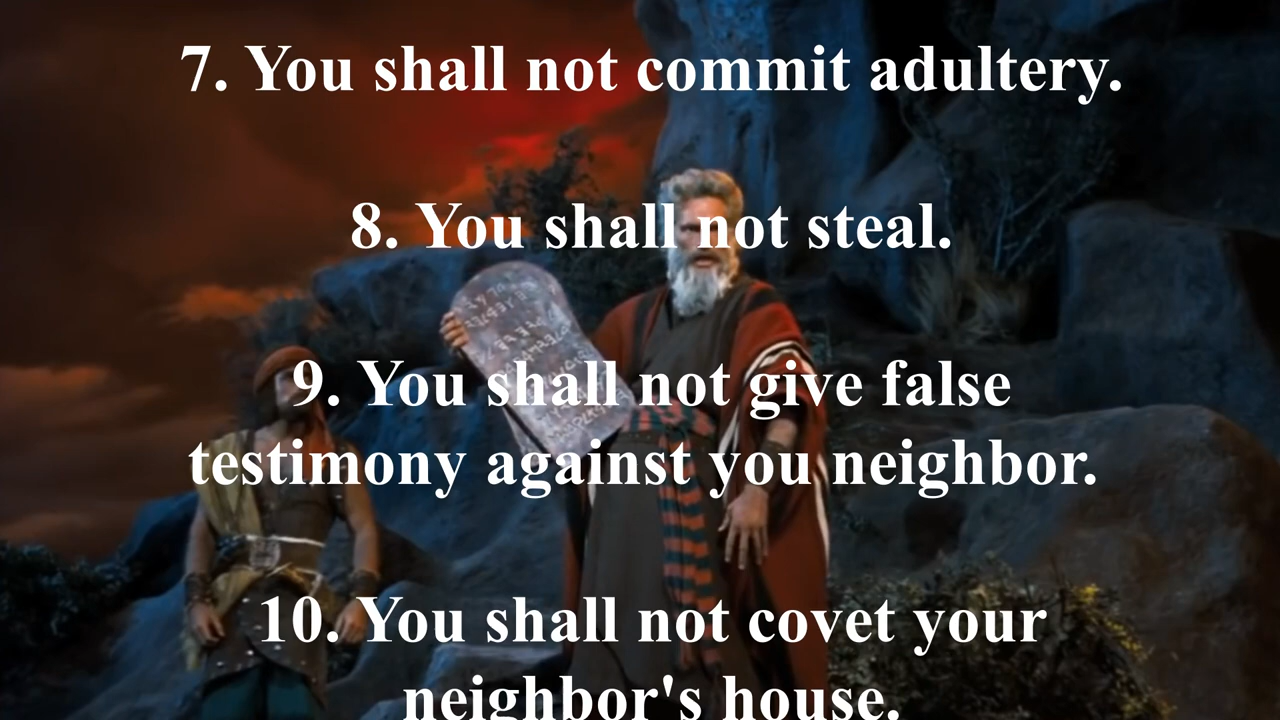 7. You shall not commit adultery.
8. You shall not steal.
9. You shall not give false
testimony against you neighbor.
10. You shall not covet your
neighbor's house.